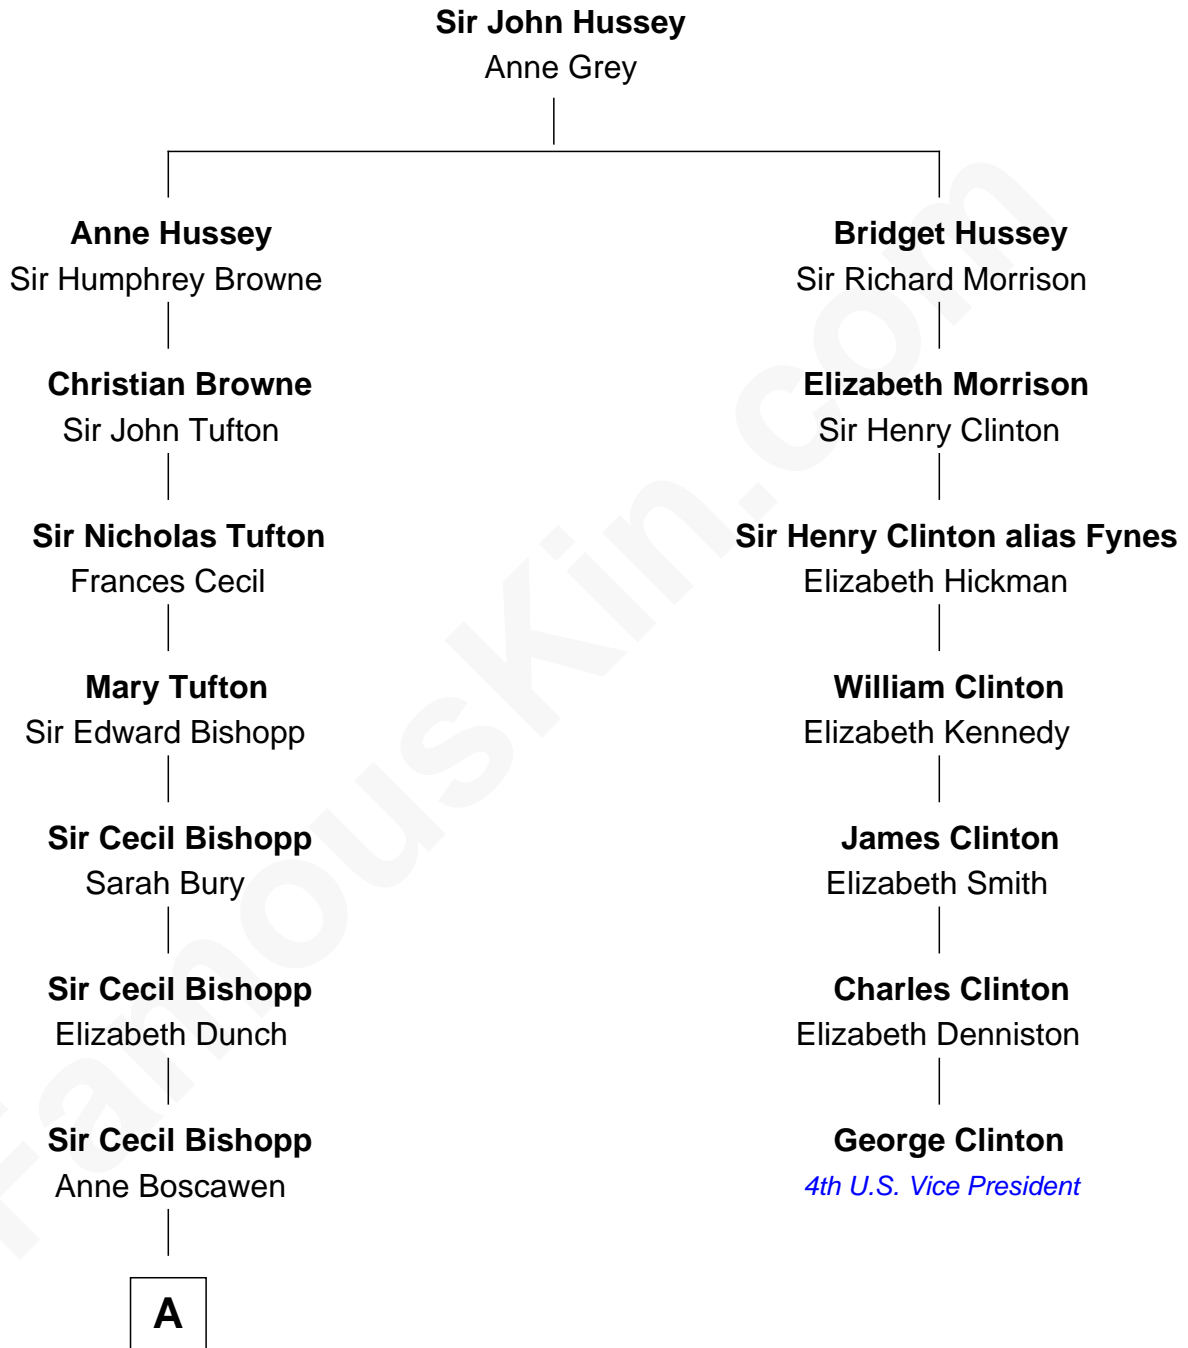 Sir John Hussey
Anne Grey
Anne Hussey
Sir Humphrey Browne
Bridget Hussey
Sir Richard Morrison
Christian Browne
Sir John Tufton
Elizabeth Morrison
Sir Henry Clinton
Sir Nicholas Tufton
Frances Cecil
Sir Henry Clinton alias Fynes
Elizabeth Hickman
Mary Tufton
Sir Edward Bishopp
William Clinton
Elizabeth Kennedy
Sir Cecil Bishopp
Sarah Bury
James Clinton
Elizabeth Smith
Sir Cecil Bishopp
Elizabeth Dunch
Charles Clinton
Elizabeth Denniston
Sir Cecil Bishopp
Anne Boscawen
George Clinton
4th U.S. Vice President
A
FamousKin.com